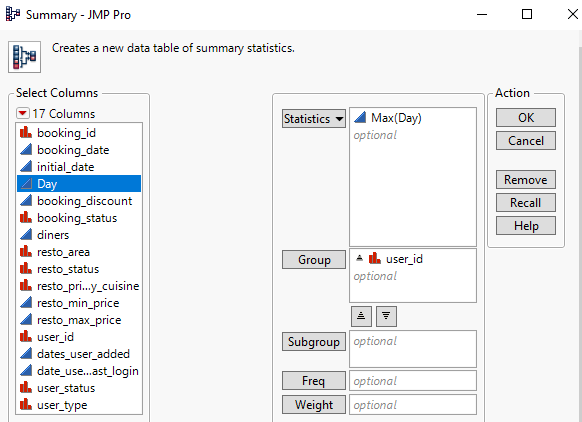 Summary - JMP Pro
Creates a new data table of summary statistics.
Select Columns
17 Columns
booking_id
booking_date
initial_date
Day
booking_discount
booking_status
diners
resto_area
resto_status
resto_pri...y_cuisine
resto_min_price
resto_max_price
user_id
dates_user_added
date_use...ast_login
user_status
user_type
Statistics
Max(Day)
optional
Group
user_id
optional
Subgroup
optional
Freq
optional
Weight
optional
Action
OK
Cancel
Remove
Recall
Help